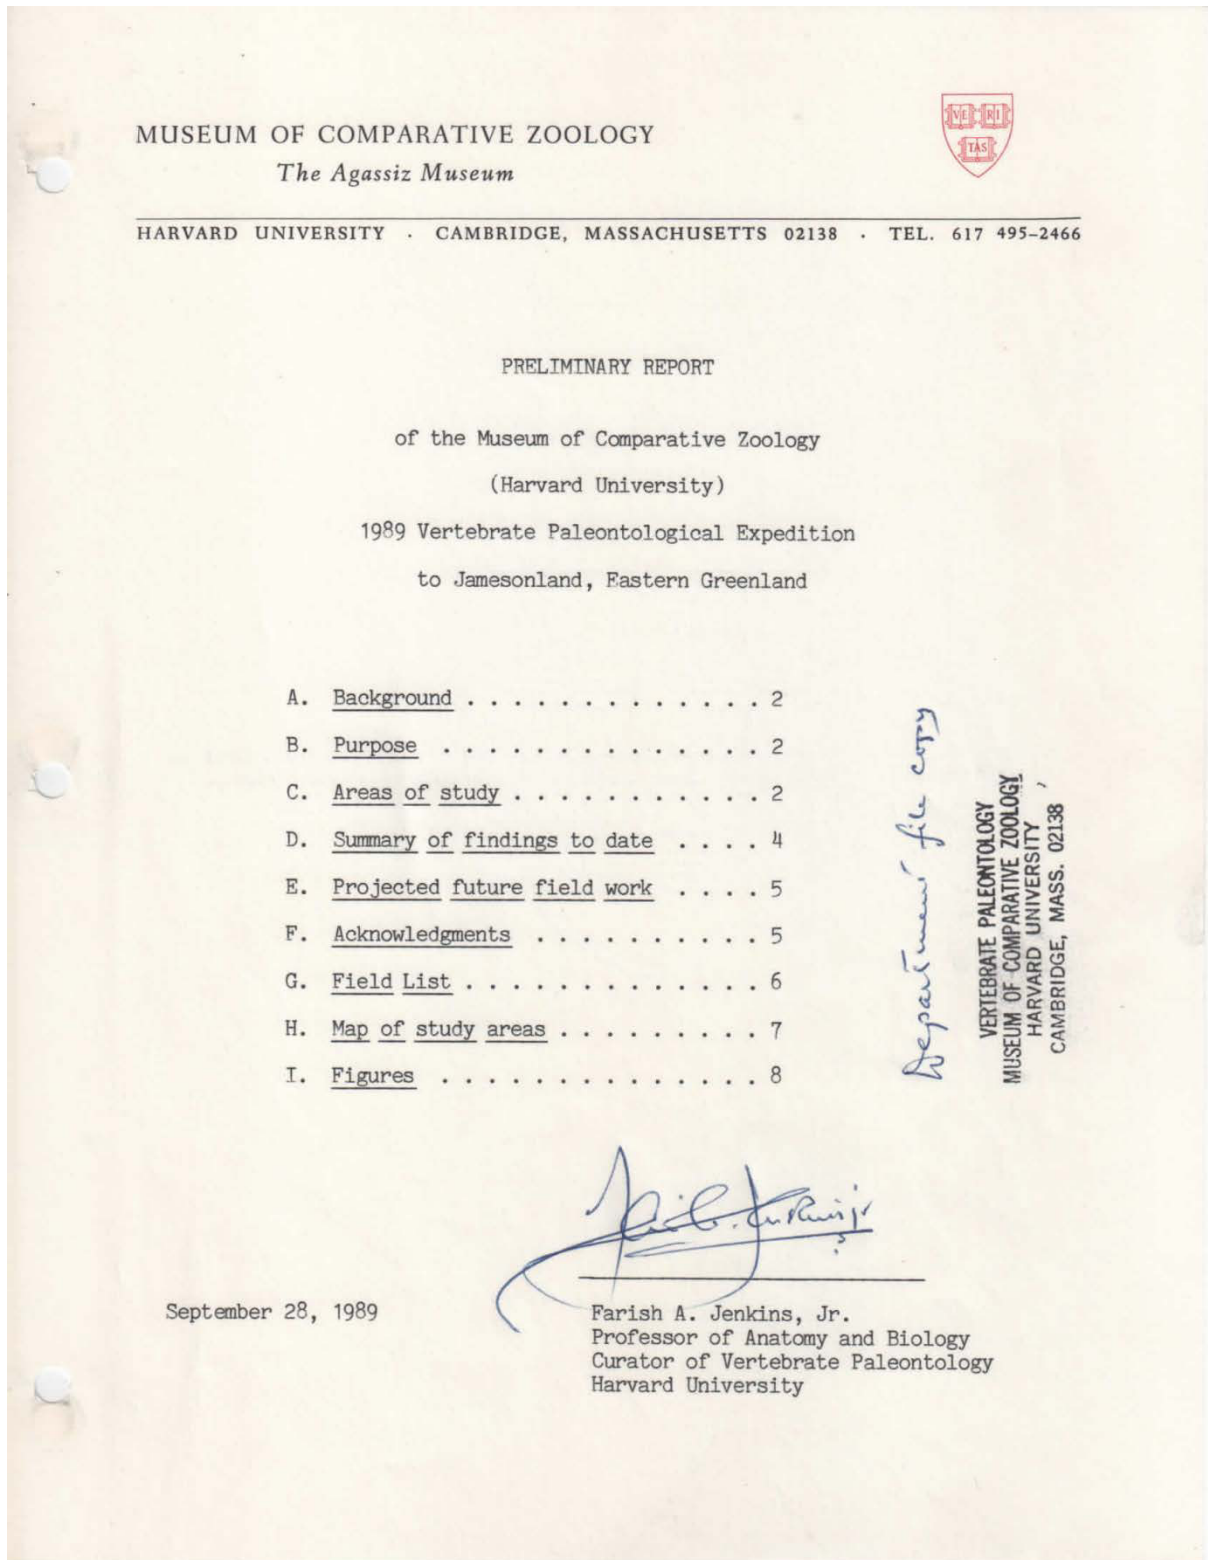 MUSEUM OF COMPARATIVE ZOOLOGY
The Agassiz Museum
VE RI
TAS
HARVARD UNIVERSITY · CAMBRIDGE, MASSACHUSETTS 02138 · TEL. 617 495-2466
PRELIMINARY REPORT
of the Museum of Comparative Zoology
(Harvard University)
1989 Vertebrate Paleontological Expedition
to Jamesonland, Eastern Greenland
A. Background . . . . . . . . . . . . . 2
B. Purpose . . . . . . . . . . . . . . 2
C. Areas of study . . . . . . . . . . . 2
D. Summary of findings to date . . . . 4
E. Projected future field work . . . . 5
F. Acknowledgments . . . . . . . . . . 5
G. Field List . . . . . . . . . . . . . 6
H. Map of study areas . . . . . . . . . 7
I. Figures . . . . . . . . . . . . . . 8
Department file copy
VERTEBRATE PALEONTOLOGY
MUSEUM OF COMPARATIVE ZOOLOGY
HARVARD UNIVERSITY
CAMBRIDGE, MASS. 02138
September 28, 1989
Farish A. Jenkins, Jr.
Professor of Anatomy and Biology
Curator of Vertebrate Paleontology
Harvard University